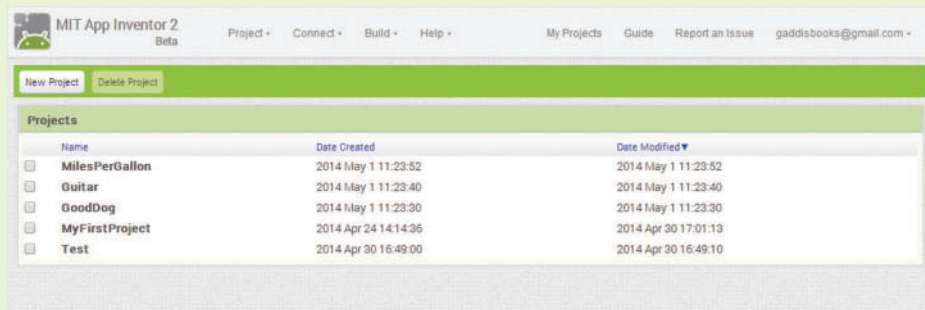 MIT App Inventor 2
Beta
Project Connect Build Help My Projects Guide Report an Issue gaddisbooks@gmail.com
New Project Delete Project
Projects
Name Date Created Date Modified▼
MilesPerGallon 2014 May 1 11:23:52 2014 May 1 11:23:52
Guitar 2014 May 1 11:23:40 2014 May 1 11:23:40
GoodDog 2014 May 1 11:23:30 2014 May 1 11:23:30
MyFirstProject 2014 Apr 24 14:14:36 2014 Apr 30 17:01:13
Test 2014 Apr 30 16:49:00 2014 Apr 30 16:49:10